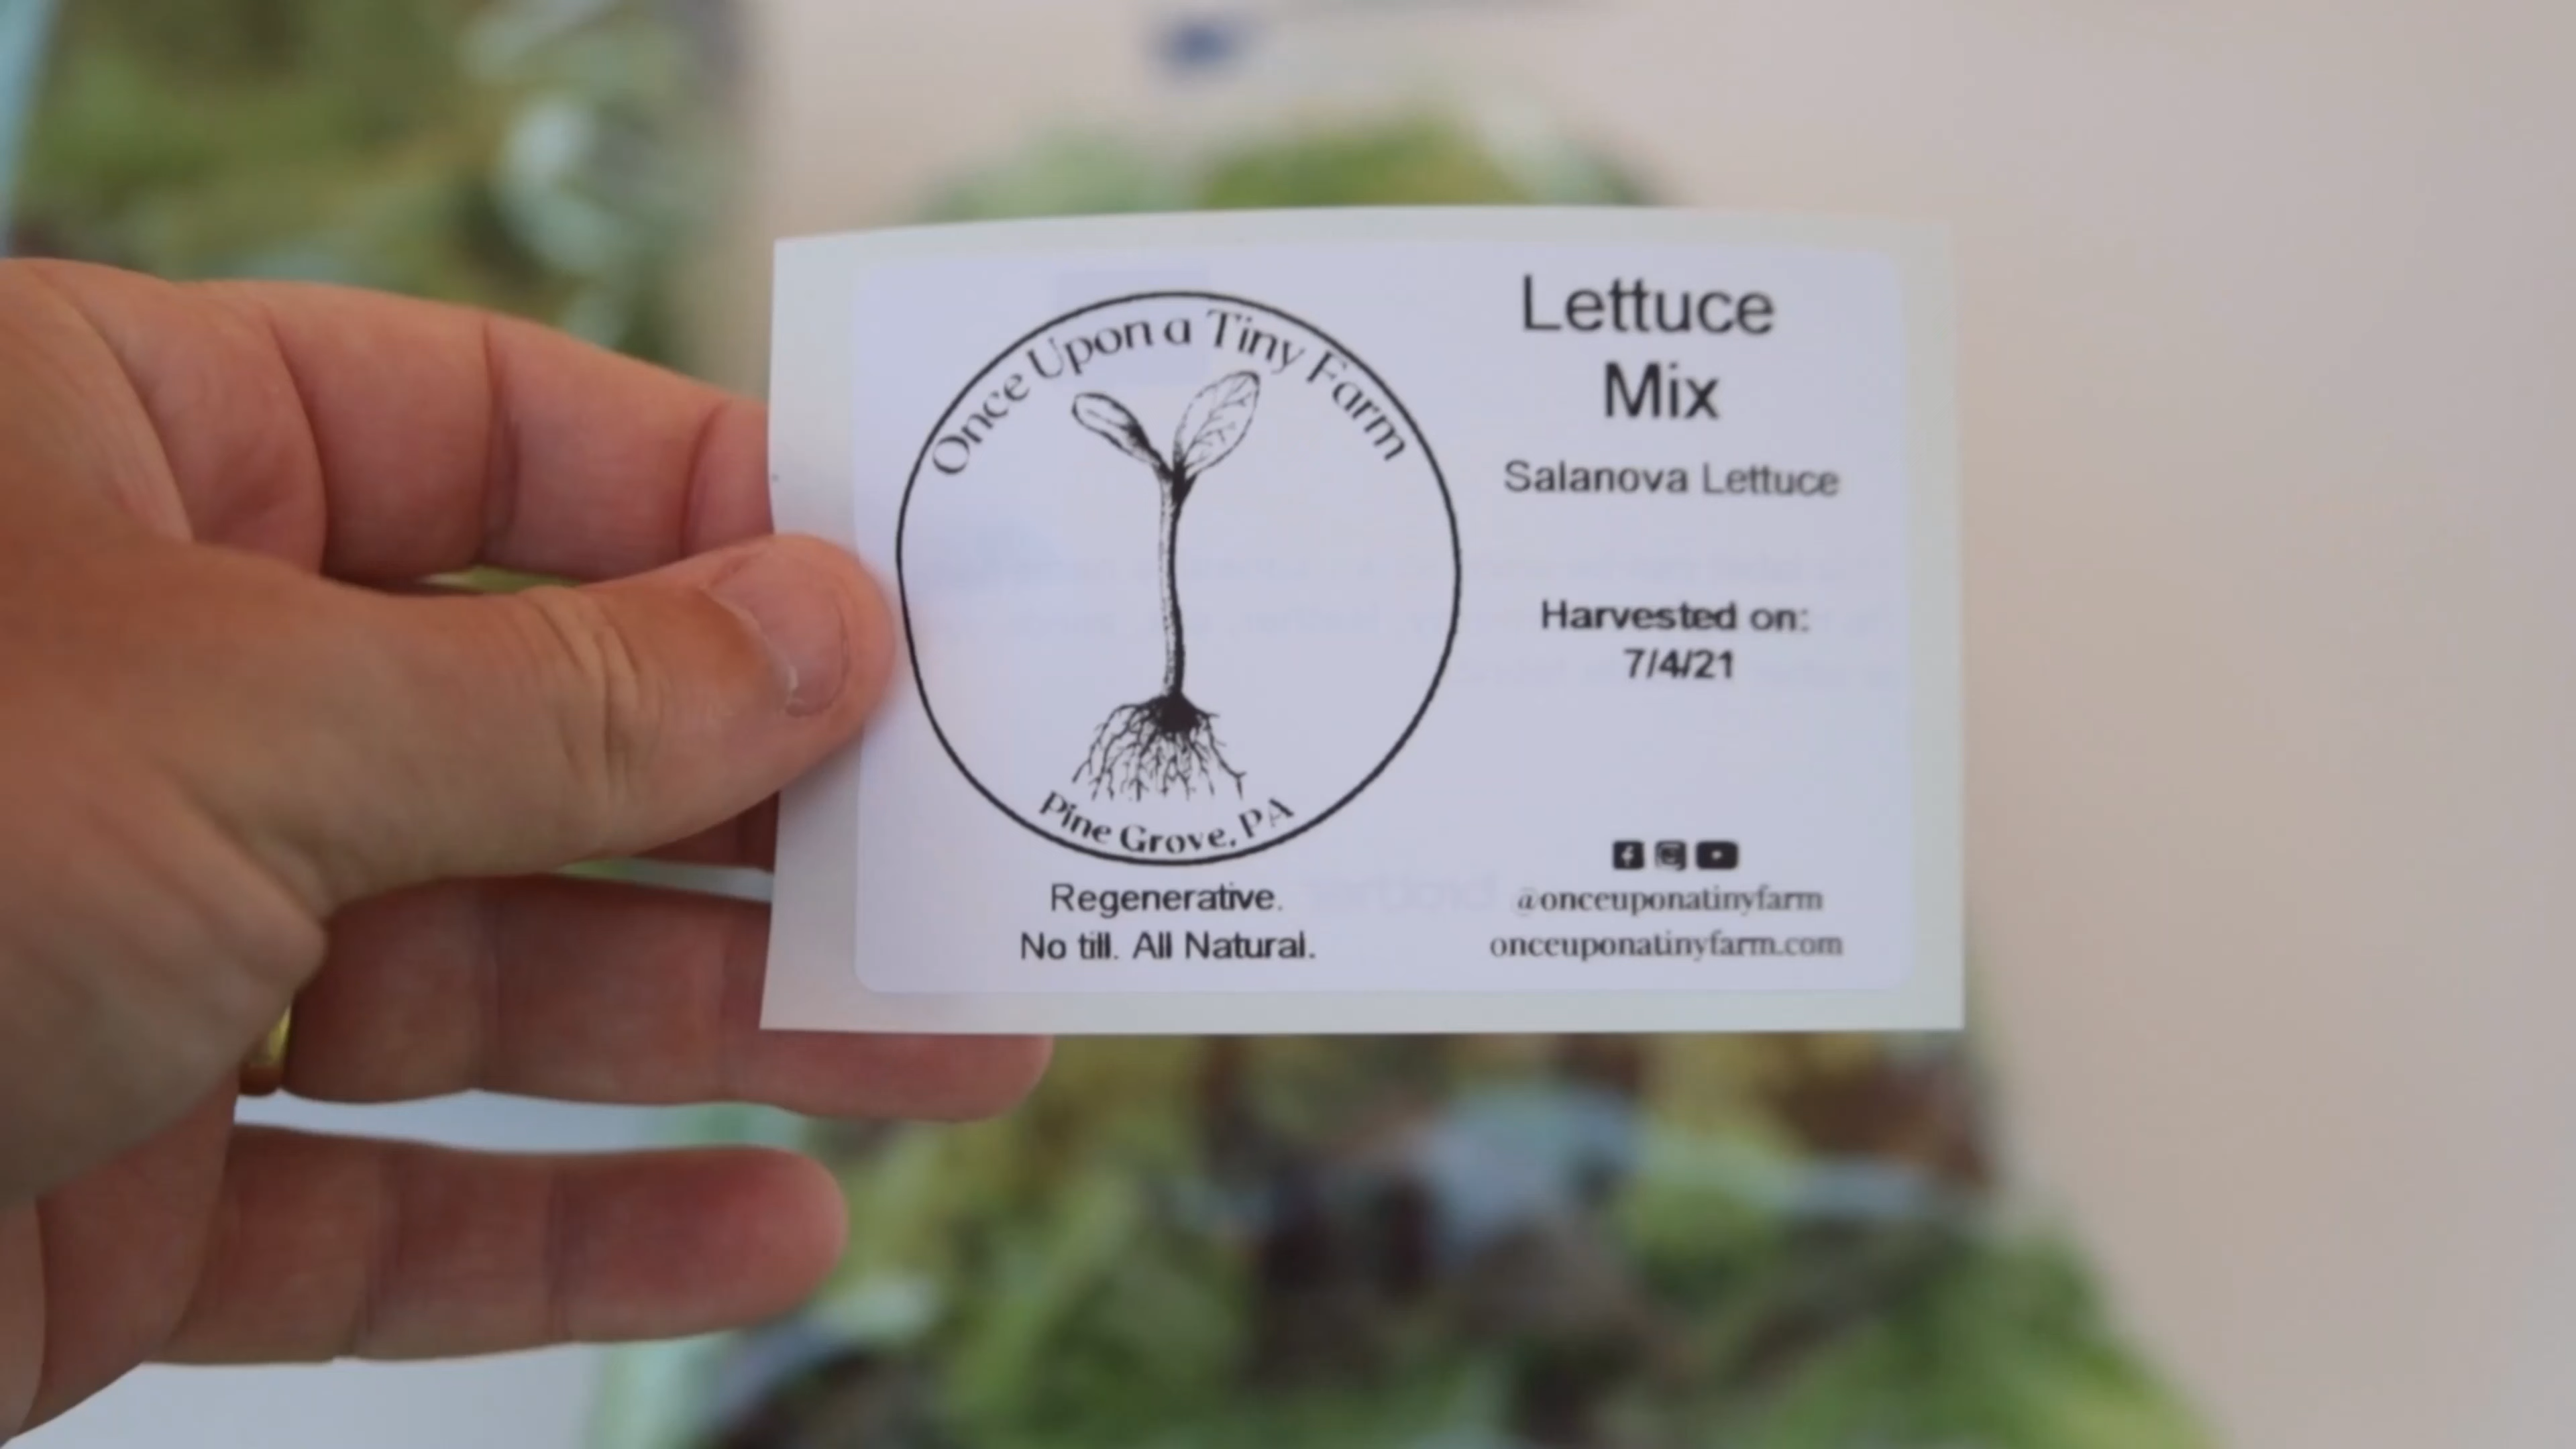 Once Upon a Tiny Farm
Pine Grove, PA
Regenerative.
No till. All Natural.
Lettuce
Mix
Salanova Lettuce
Harvested on:
7/4/21
@onceuponatinyfarm
onceuponatinyfarm.com